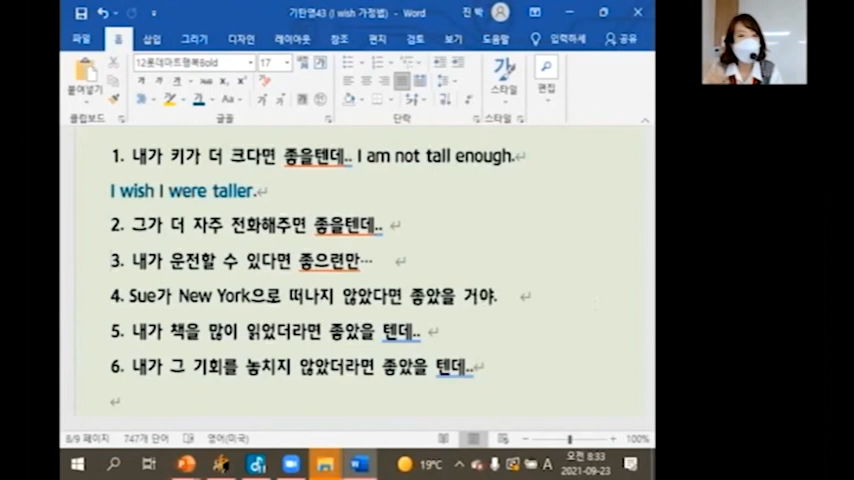 기탄영43 (I wish 가정법) - Word
진 박
파일 홈 삽입 그리기 디자인 레이아웃 참조 편지 검토 보기 도움말 입력하세 공유
12롯데마트행복Bold 17
붙여넣기 스타일 편집
클립보드 글꼴 단락 스타일
1. 내가 키가 더 크다면 좋을텐데.. I am not tall enough.
I wish I were taller.
2. 그가 더 자주 전화해주면 좋을텐데..
3. 내가 운전할 수 있다면 좋으련만…
4. Sue가 New York으로 떠나지 않았다면 좋았을 거야.
5. 내가 책을 많이 읽었더라면 좋았을 텐데..
6. 내가 그 기회를 놓치지 않았더라면 좋았을 텐데..
8/9 페이지 747개 단어 영어(미국) 100%
19℃ A 오전 8:33
2021-09-23